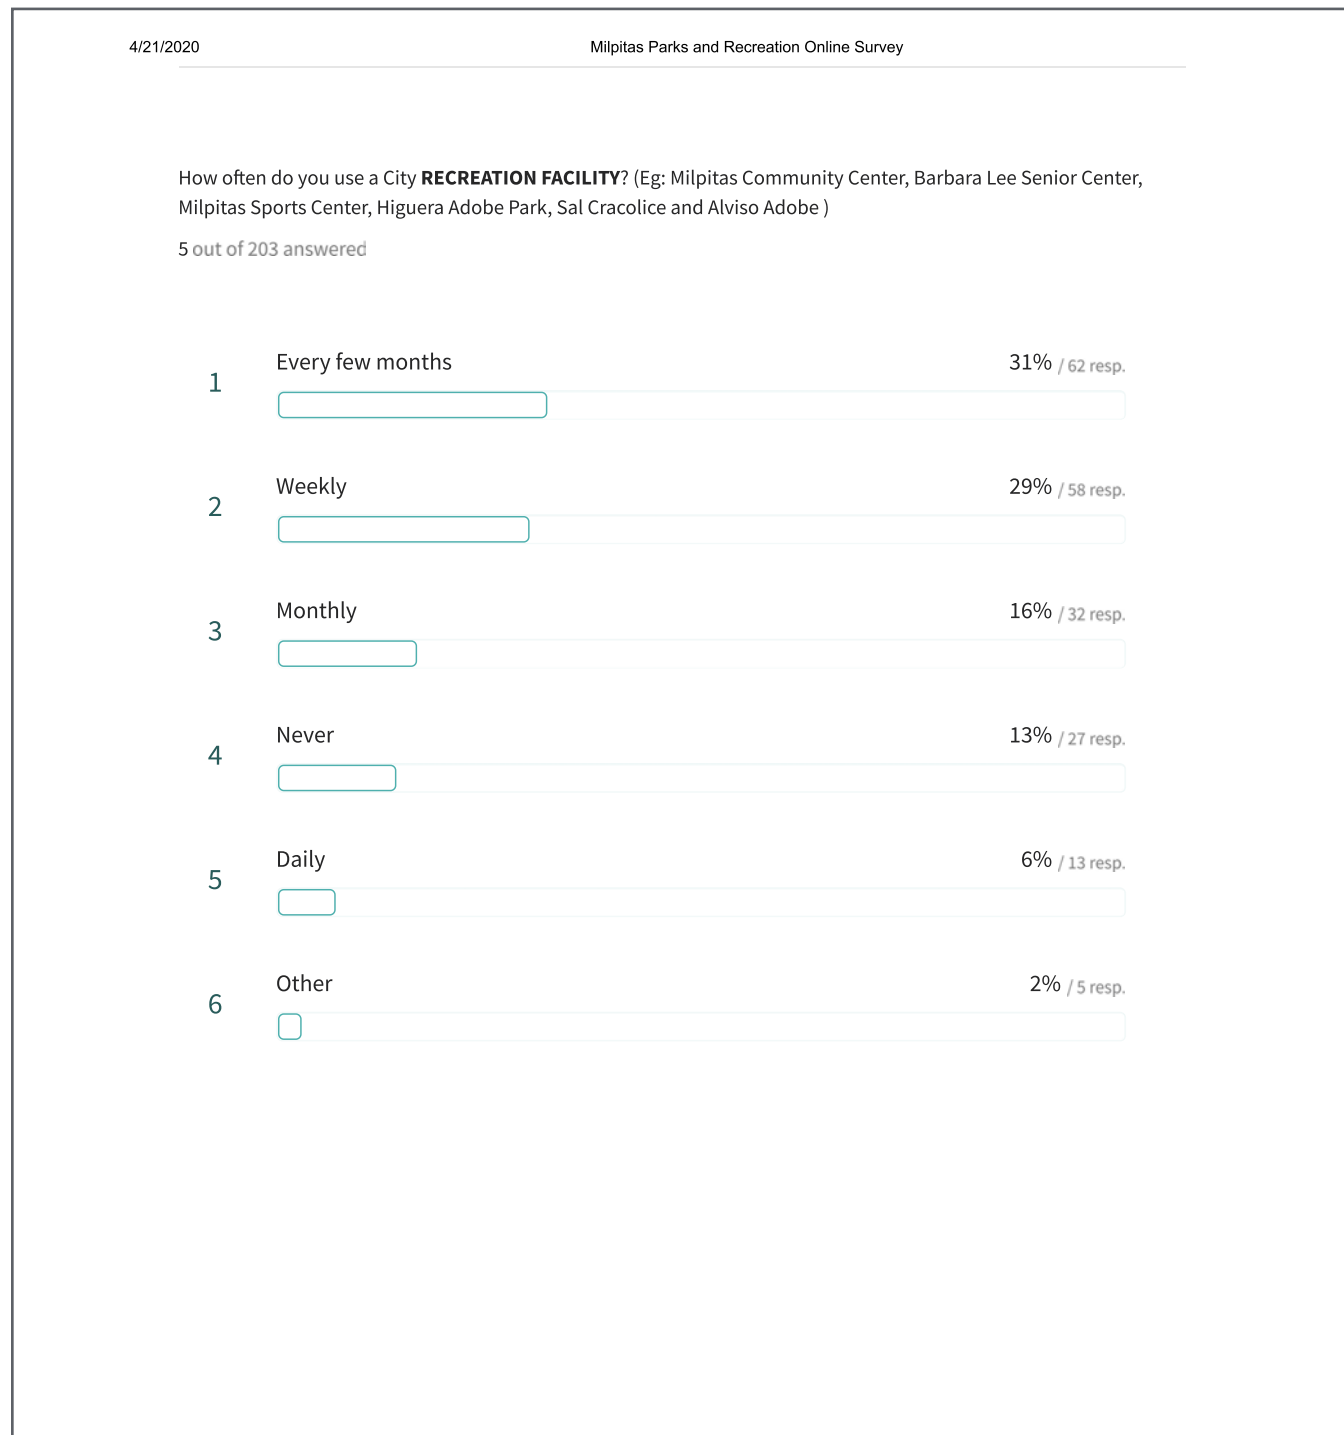 4/21/2020 Milpitas Parks and Recreation Online Survey
How often do you use a City RECREATION FACILITY? (Eg: Milpitas Community Center, Barbara Lee Senior Center,
Milpitas Sports Center, Higuera Adobe Park, Sal Cracolice and Alviso Adobe )
5 out of 203 answered
1 Every few months 31% / 62 resp.
2 Weekly 29% / 58 resp.
3 Monthly 16% / 32 resp.
4 Never 13% / 27 resp.
5 Daily 6% / 13 resp.
6 Other 2% / 5 resp.